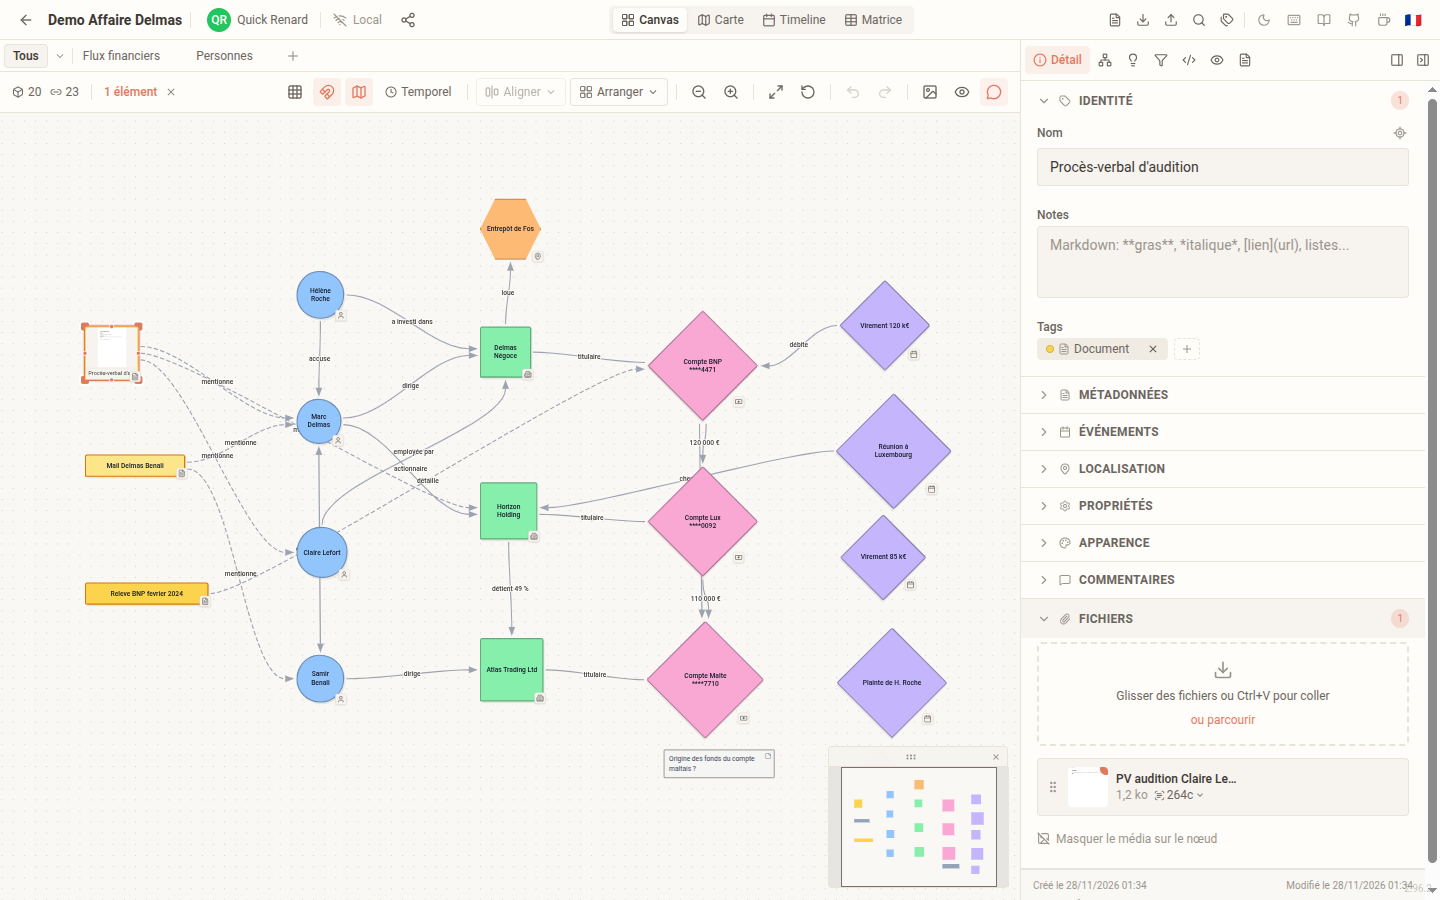 Demo Affaire Delmas
QR Quick Renard
Local
Canvas
Carte
Timeline
Matrice
Tous
Flux financiers
Personnes
20
23
1 élément
Temporel
Aligner
Arranger
Entrepôt de Fos
loue
Hélène
Roche
a investi dans
accuse
Delmas
Négoce
titulaire
Compte BNP
****4471
débite
Virement 120 k€
Procès-verbal d'a
mentionne
Marc
Delmas
dirige
mentionne
mentionne
Mail Delmas Benali
employée par
actionnaire
détaille
120 000 €
Réunion à
Luxembourg
Horizon
Holding
titulaire
Compte Lux
****0092
Claire Lefort
Virement 85 k€
mentionne
Releve BNP fevrier 2024
détient 49 %
110 000 €
Samir
Benali
dirige
Atlas Trading Ltd
titulaire
Compte Malte
****7710
Plainte de H. Roche
Origine des fonds du compte
maltais ?
Détail
IDENTITÉ
1
Nom
Procès-verbal d'audition
Notes
Markdown: **gras**, *italique*, [lien](url), listes...
Tags
Document
MÉTADONNÉES
ÉVÉNEMENTS
LOCALISATION
PROPRIÉTÉS
APPARENCE
COMMENTAIRES
FICHIERS
1
Glisser des fichiers ou Ctrl+V pour coller
ou parcourir
PV audition Claire Le...
1,2 ko
264c
Masquer le média sur le nœud
Créé le 28/11/2026 01:34
Modifié le 28/11/2026 01:34